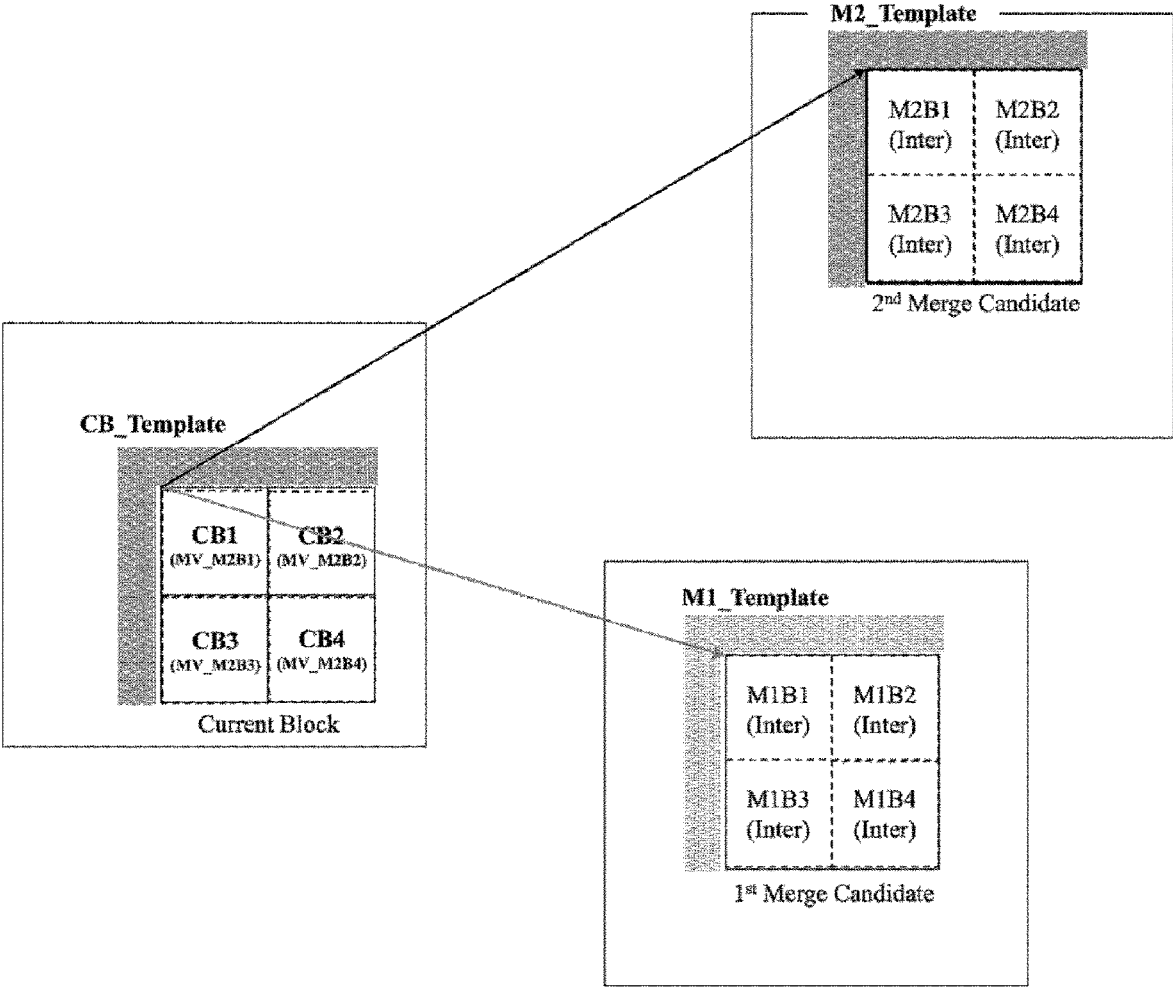 M2_Template
M2B1 M2B2
(Inter) (Inter)
M2B3 M2B4
(Inter) (Inter)
2nd Merge Candidate
CB_Template
CB1 CB2
(MV_M2B1) (MV_M2B2)
CB3 CB4
(MV_M2B3) (MV_M2B4)
Current Block
M1_Template
M1B1 M1B2
(Inter) (Inter)
M1B3 M1B4
(Inter) (Inter)
1st Merge Candidate